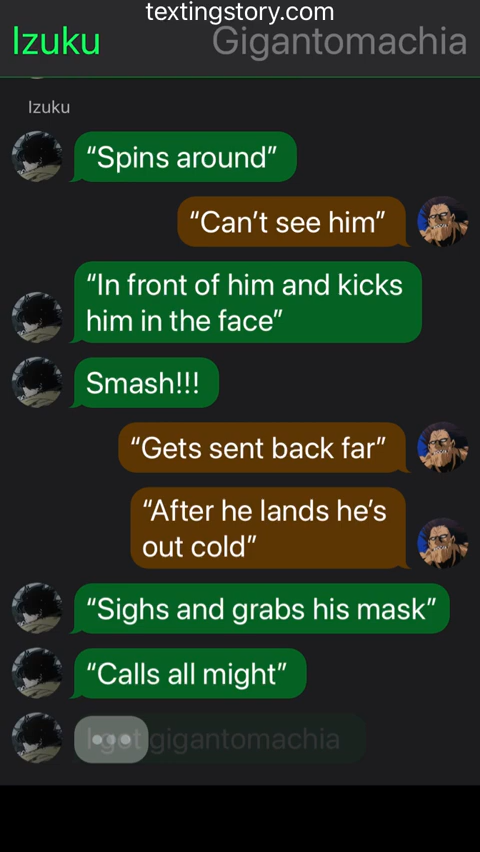 textingstory.com
Izuku Gigantomachia
Izuku
“Spins around”
“Can’t see him”
“In front of him and kicks
him in the face”
Smash!!!
“Gets sent back far”
“After he lands he’s
out cold”
“Sighs and grabs his mask”
“Calls all might”
I got gigantomachia